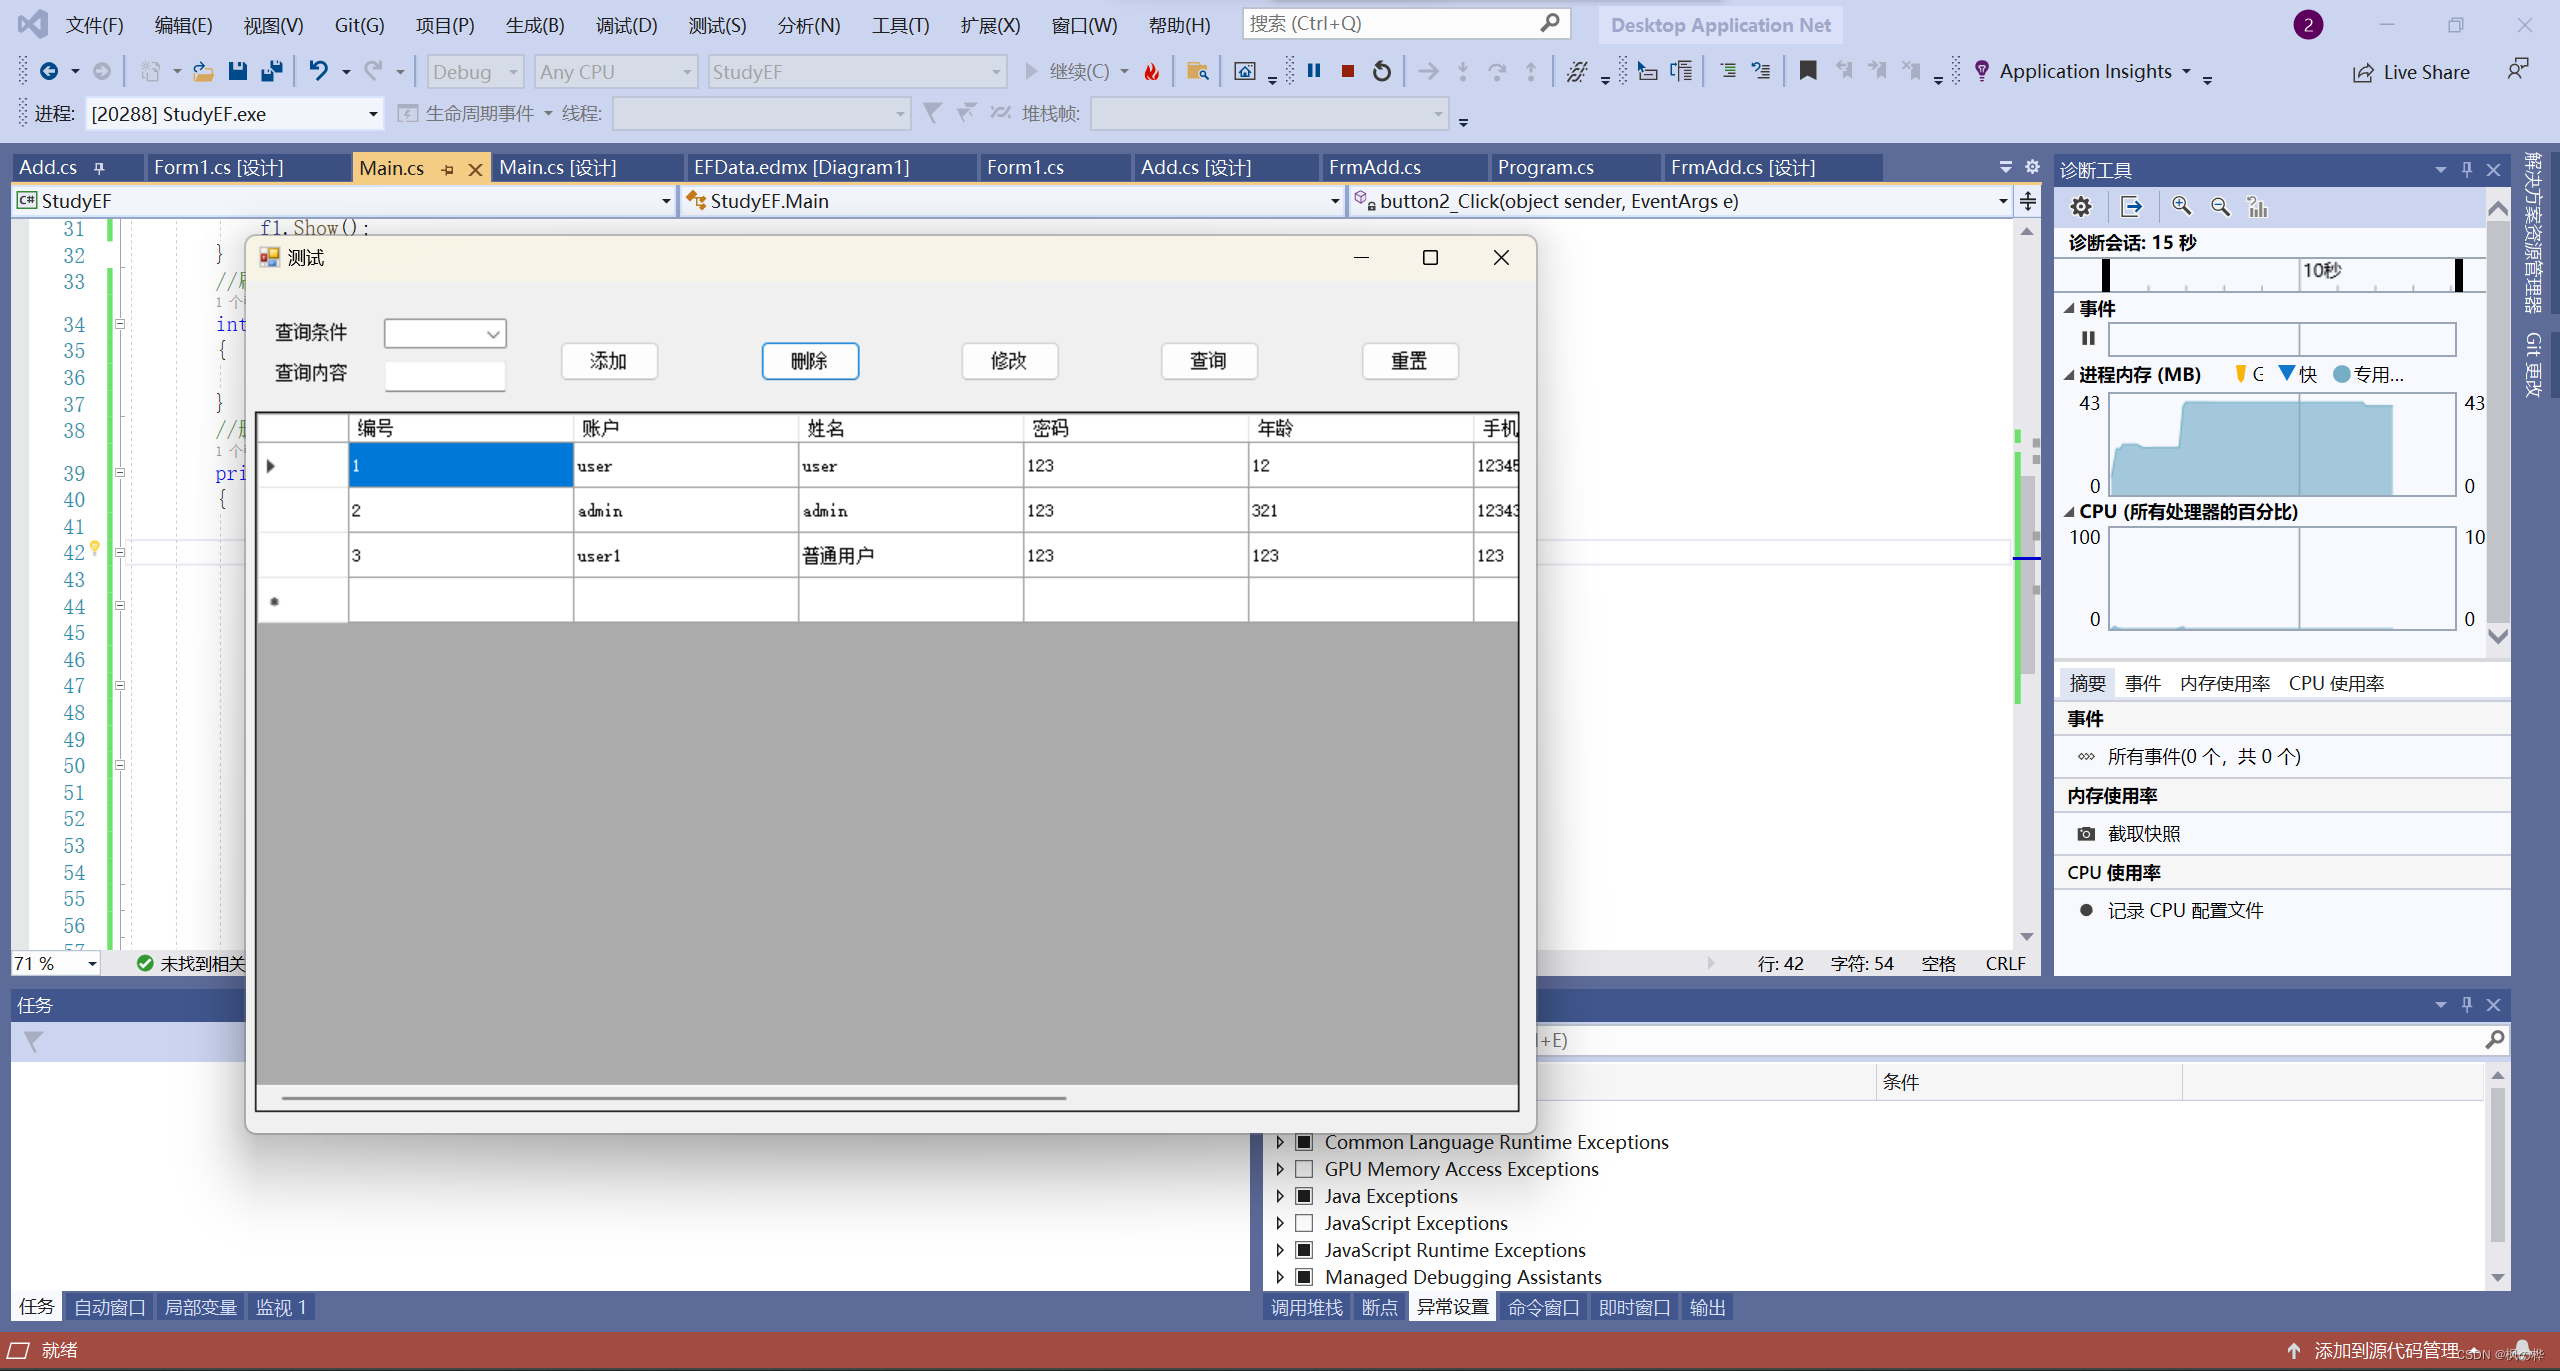 文件(F) 编辑(E) 视图(V) Git(G) 项目(P) 生成(B) 调试(D) 测试(S) 分析(N) 工具(T) 扩展(X) 窗口(W) 帮助(H) 搜索 (Ctrl+Q) Desktop Application Net 2
Debug Any CPU StudyEF 继续(C) Application Insights Live Share
进程: [20288] StudyEF.exe 生命周期事件 线程: 堆栈帧:
Add.cs Form1.cs [设计] Main.cs Main.cs [设计] EFData.edmx [Diagram1] Form1.cs Add.cs [设计] FrmAdd.cs Program.cs FrmAdd.cs [设计]
C# StudyEF StudyEF.Main button2_Click(object sender, EventArgs e)
31 f1.Show();
32 }
33 //
1 个
34 int
35 {
36
37 }
38 //
1 个
39 pri
40 {
41
42
43
44
45
46
47
48
49
50
51
52
53
54
55
56
57
71 % 未找到相关 行: 42 字符: 54 空格 CRLF
测试
查询条件
查询内容
添加 删除 修改 查询 重置
编号 账户 姓名 密码 年龄 手机
1 user user 123 12 12345
2 admin admin 123 321 12343
3 user1 普通用户 123 123 123
诊断工具
诊断会话: 15 秒
10秒
事件
进程内存 (MB) G 快 专用...
43 43
0 0
CPU (所有处理器的百分比)
100 10
0 0
摘要 事件 内存使用率 CPU 使用率
事件
所有事件(0 个，共 0 个)
内存使用率
截取快照
CPU 使用率
记录 CPU 配置文件
解决方案资源管理器
Git 更改
任务
+E)
条件
Common Language Runtime Exceptions
GPU Memory Access Exceptions
Java Exceptions
JavaScript Exceptions
JavaScript Runtime Exceptions
Managed Debugging Assistants
任务 自动窗口 局部变量 监视 1
调用堆栈 断点 异常设置 命令窗口 即时窗口 输出
就绪 添加到源代码管理